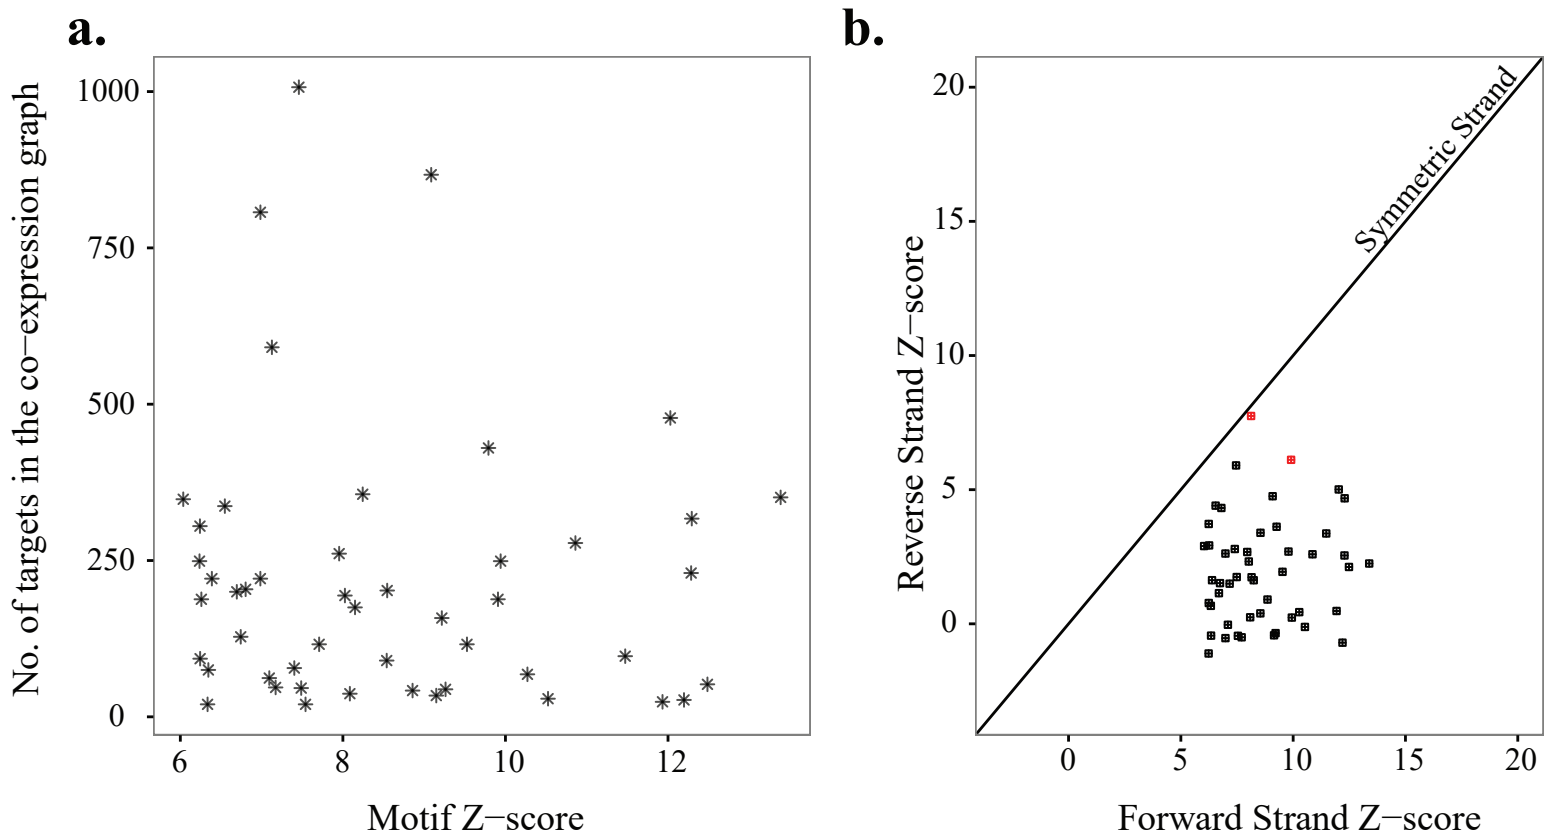 a.
No. of targets in the co−expression graph
1000
750
500
250
0
6 8 10 12
Motif Z−score
b.
Reverse Strand Z−score
20
15
10
5
0
Symmetric Strand
0 5 10 15 20
Forward Strand Z−score